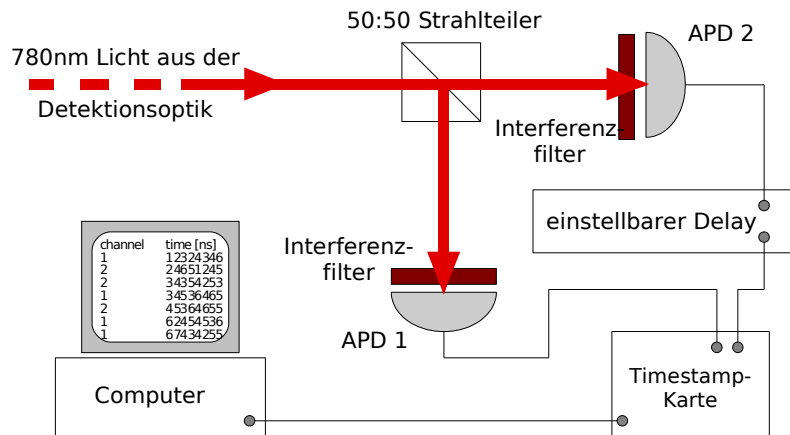 50:50 Strahlteiler
APD 2
780nm Licht aus der
Detektionsoptik
Interferenz-
filter
einstellbarer Delay
Interferenz-
filter
channel time [ns]
1 12324346
2 24651245
2 34354253
1 34536465
2 45364655
1 62454536
1 67434255
APD 1
Timestamp-
Karte
Computer